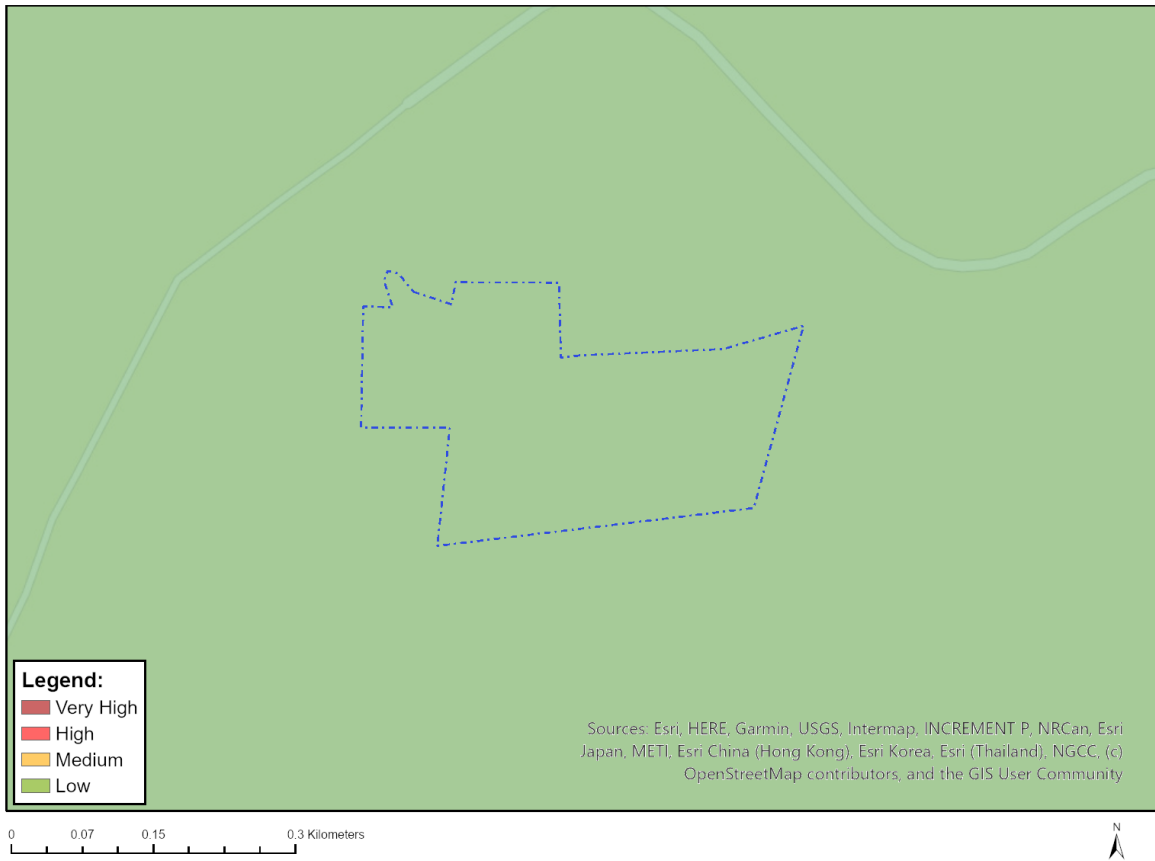 Legend:
Very High
High
Medium
Low
Sources: Esri, HERE, Garmin, USGS, Intermap, INCREMENT P, NRCan, Esri
Japan, METI, Esri China (Hong Kong), Esri Korea, Esri (Thailand), NGCC, (c)
OpenStreetMap contributors, and the GIS User Community
0 0.07 0.15 0.3 Kilometers
N